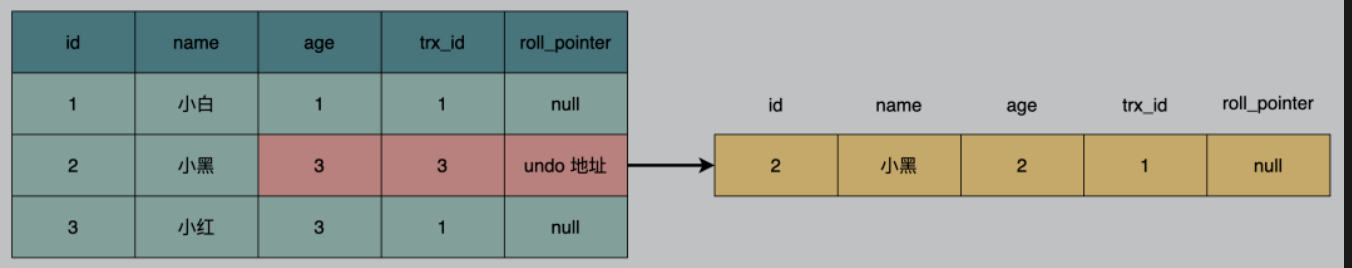 id name age trx_id roll_pointer
1 小白 1 1 null
id name age trx_id roll_pointer
2 小黑 3 3 undo 地址
2 小黑 2 1 null
3 小红 3 1 null